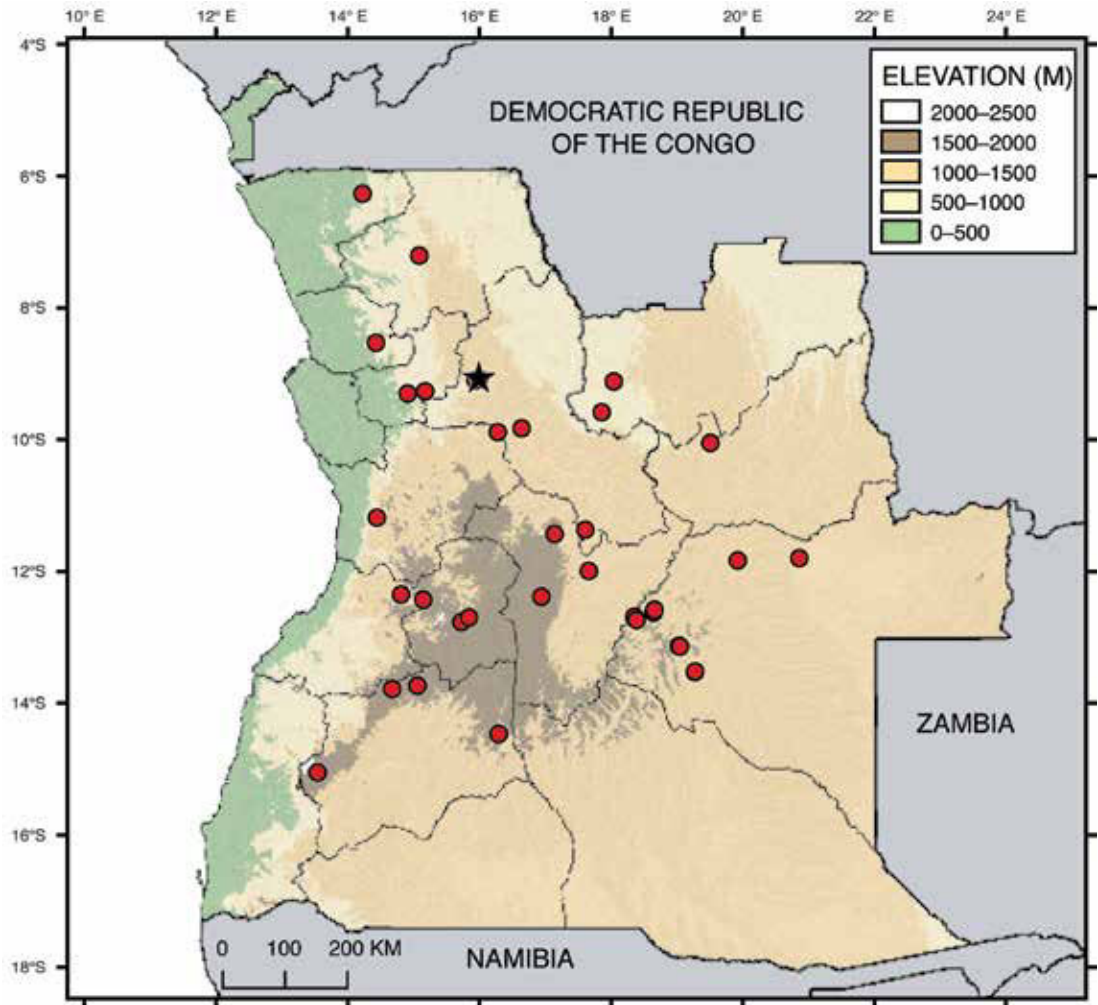 10° E 12° E 14° E 16° E 18° E 20° E 22° E 24° E
4°S
6°S
8°S
10°S
12°S
14°S
16°S
18°S
ELEVATION (M)
2000–2500
1500–2000
1000–1500
500–1000
0–500
DEMOCRATIC REPUBLIC
OF THE CONGO
ZAMBIA
NAMIBIA
0 100 200 KM